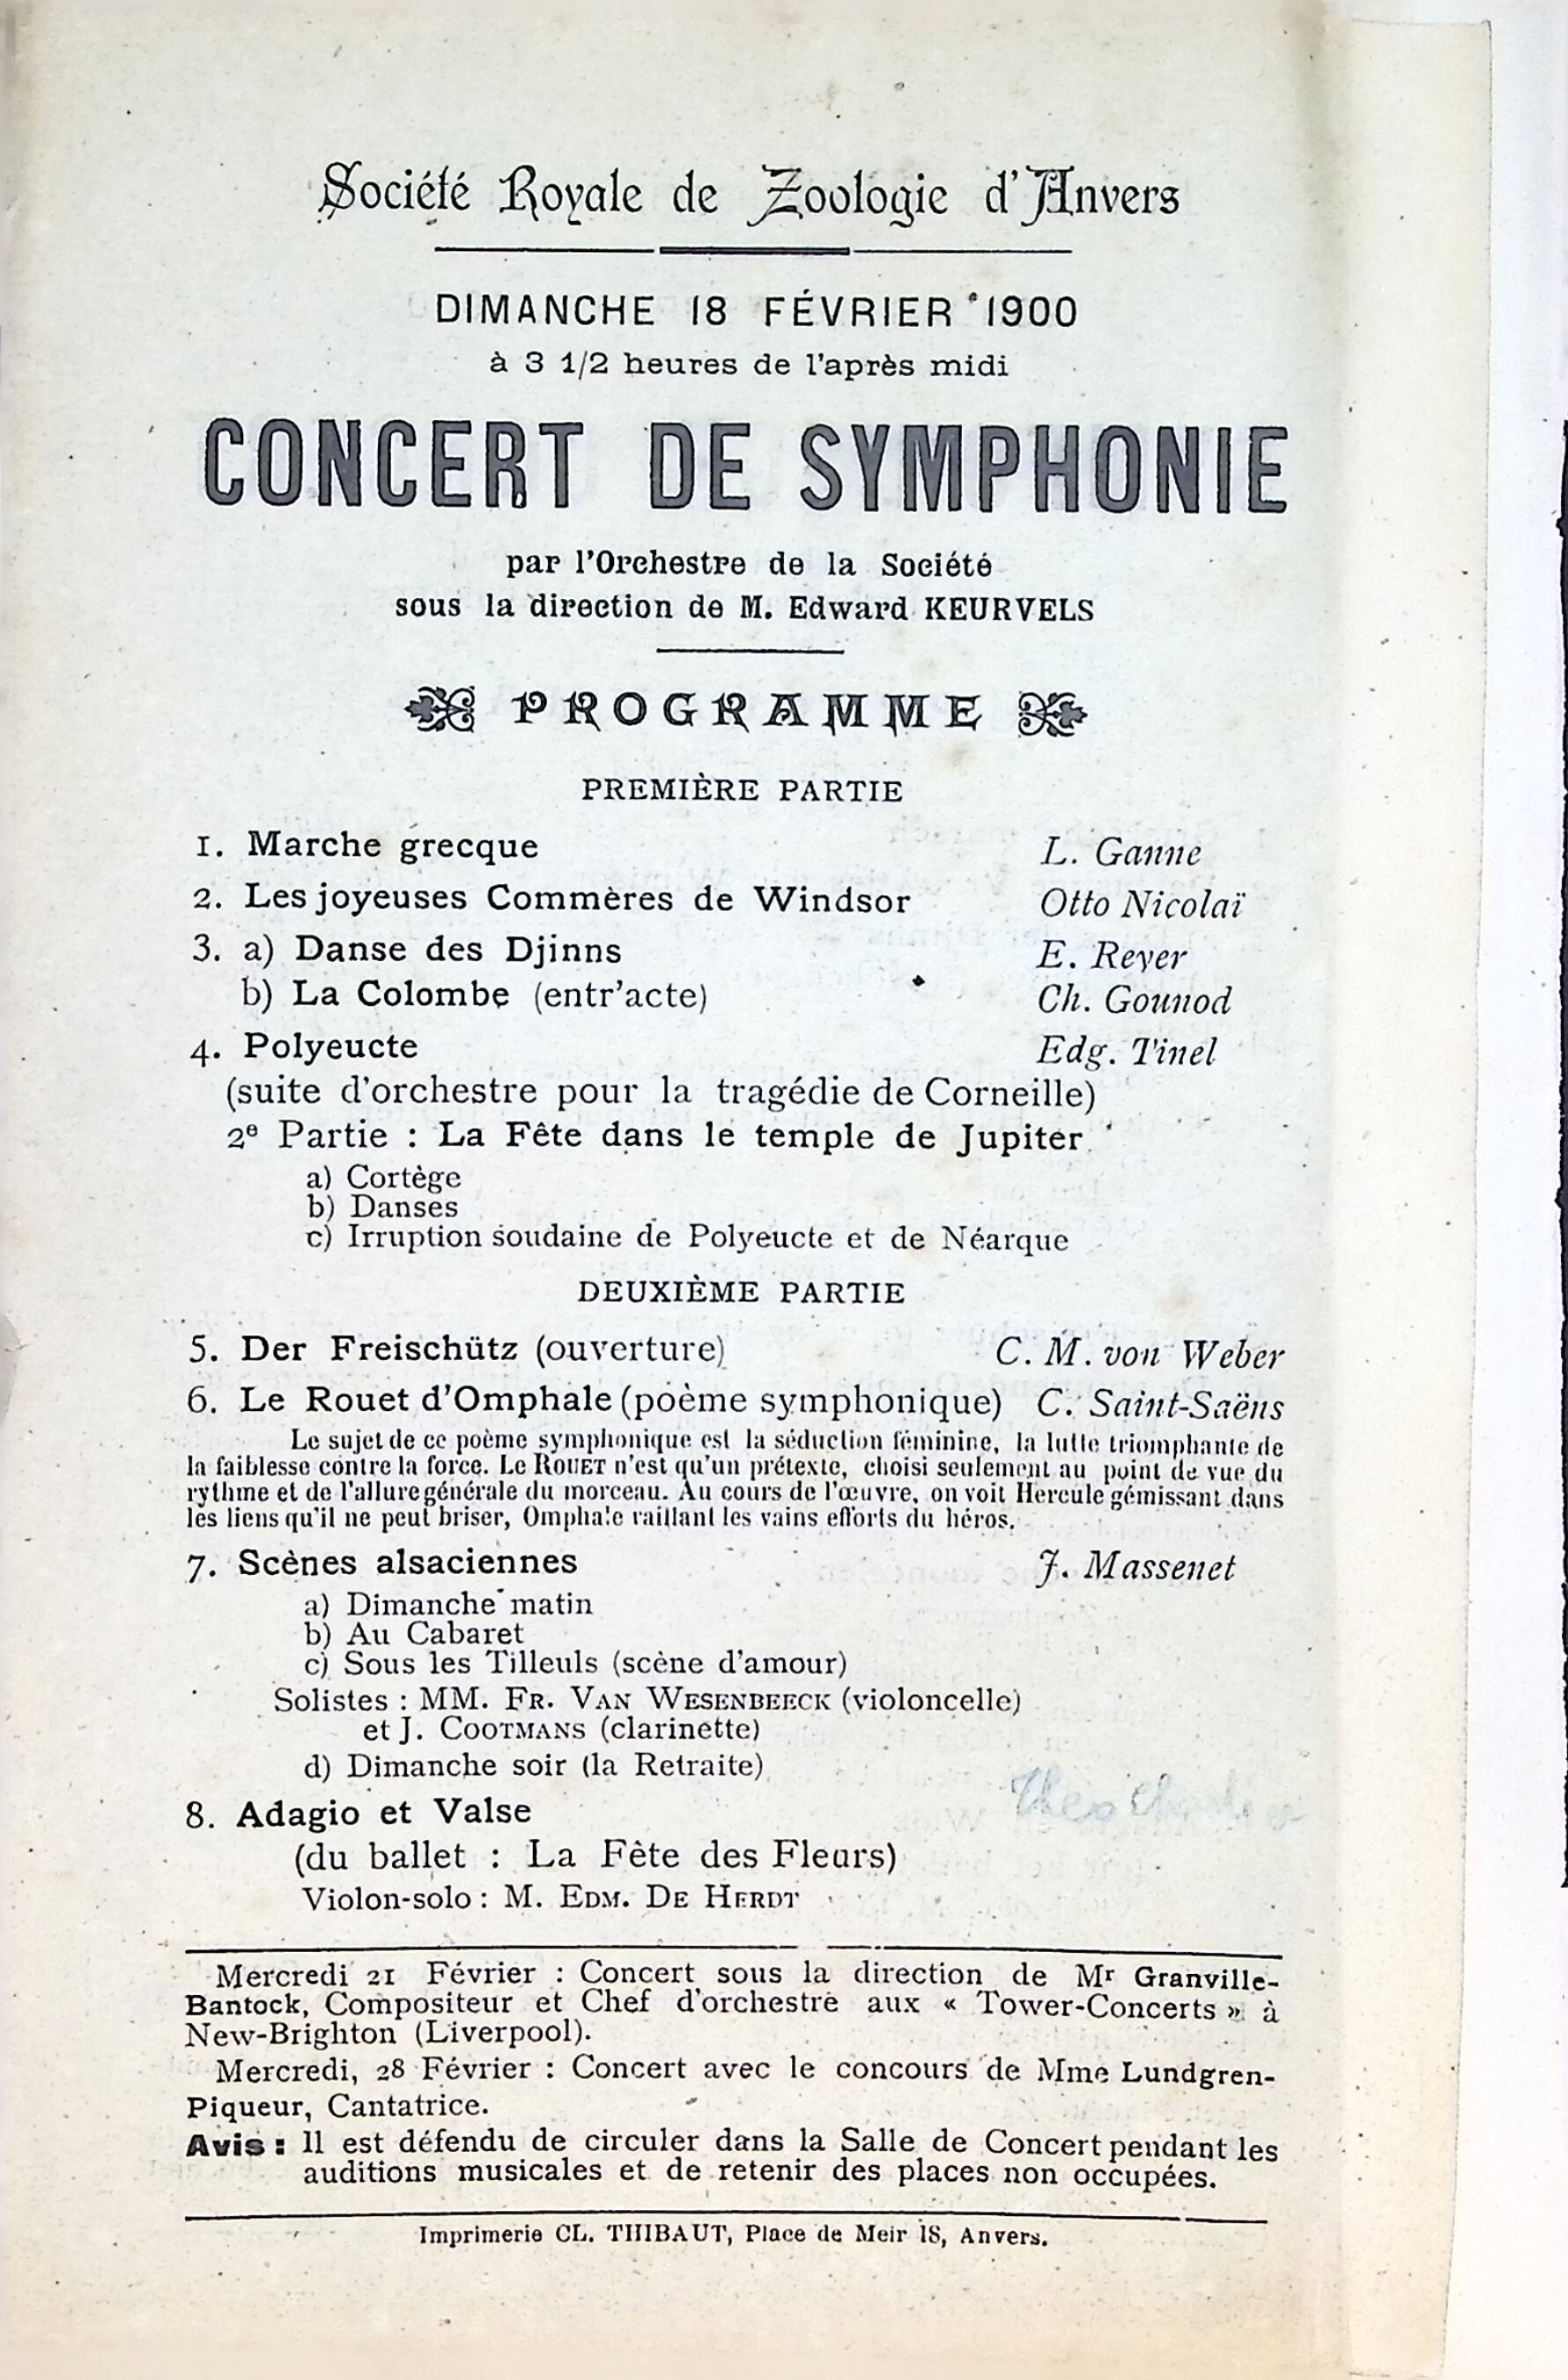 Société Royale de Zoologie d'Anvers
DIMANCHE 18 FÉVRIER 1900
à 3 1/2 heures de l'après midi
CONCERT DE SYMPHONIE
par l'Orchestre de la Société
sous la direction de M. Edward KEURVELS
PROGRAMME
PREMIÈRE PARTIE
1. Marche grecque L. Ganne
2. Les joyeuses Commères de Windsor Otto Nicolaï
3. a) Danse des Djinns E. Reyer
b) La Colombe (entr'acte) Ch. Gounod
4. Polyeucte Edg. Tinel
(suite d'orchestre pour la tragédie de Corneille)
2e Partie : La Fête dans le temple de Jupiter
a) Cortège
b) Danses
c) Irruption soudaine de Polyeucte et de Néarque
DEUXIÈME PARTIE
5. Der Freischütz (ouverture) C. M. von Weber
6. Le Rouet d'Omphale (poème symphonique) C. Saint-Saëns
Le sujet de ce poème symphonique est la séduction féminine, la lutte triomphante de
la faiblesse contre la force. Le ROUET n'est qu'un prétexte, choisi seulement au point de vue du
rythme et de l'allure générale du morceau. Au cours de l'œuvre, on voit Hercule gémissant dans
les liens qu'il ne peut briser, Omphale raillant les vains efforts du héros.
7. Scènes alsaciennes J. Massenet
a) Dimanche matin
b) Au Cabaret
c) Sous les Tilleuls (scène d'amour)
Solistes : MM. FR. VAN WESENBEECK (violoncelle)
et J. COOTMANS (clarinette)
d) Dimanche soir (la Retraite)
8. Adagio et Valse
(du ballet : La Fête des Fleurs)
Violon-solo : M. EDM. DE HERDT
Mercredi 21 Février : Concert sous la direction de Mr Granville-
Bantock, Compositeur et Chef d'orchestre aux « Tower-Concerts » à
New-Brighton (Liverpool).
Mercredi, 28 Février : Concert avec le concours de Mme Lundgren-
Piqueur, Cantatrice.
Avis : Il est défendu de circuler dans la Salle de Concert pendant les
auditions musicales et de retenir des places non occupées.
Imprimerie CL. THIBAUT, Place de Meir 18, Anvers.